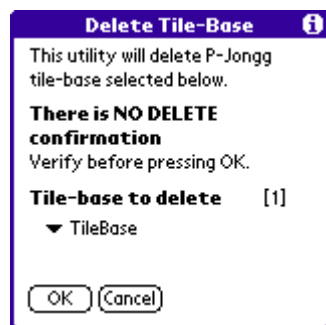 Delete Tile-Base
This utility will delete P-Jongg
tile-base selected below.
There is NO DELETE
confirmation
Verify before pressing OK.
Tile-base to delete [1]
TileBase
OK Cancel